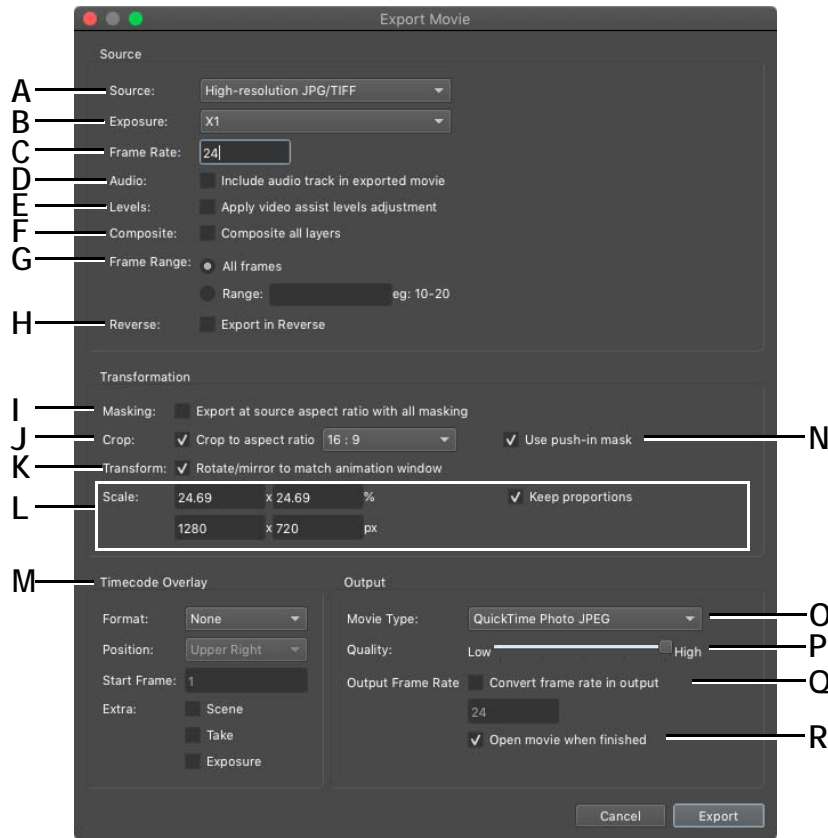 Export Movie
Source
A Source: High-resolution JPG/TIFF
B Exposure: X1
C Frame Rate: 24
D Audio: Include audio track in exported movie
E Levels: Apply video assist levels adjustment
F Composite: Composite all layers
G Frame Range: All frames
Range: eg: 10-20
H Reverse: Export in Reverse
Transformation
I Masking: Export at source aspect ratio with all masking
J Crop: Crop to aspect ratio 16 : 9 Use push-in mask N
K Transform: Rotate/mirror to match animation window
L Scale: 24.69 x 24.69 % Keep proportions
1280 x 720 px
M Timecode Overlay
Format: None
Position: Upper Right
Start Frame: 1
Extra: Scene
Take
Exposure
Output
Movie Type: QuickTime Photo JPEG O
Quality: Low High P
Output Frame Rate Convert frame rate in output Q
24
Open movie when finished R
Cancel Export